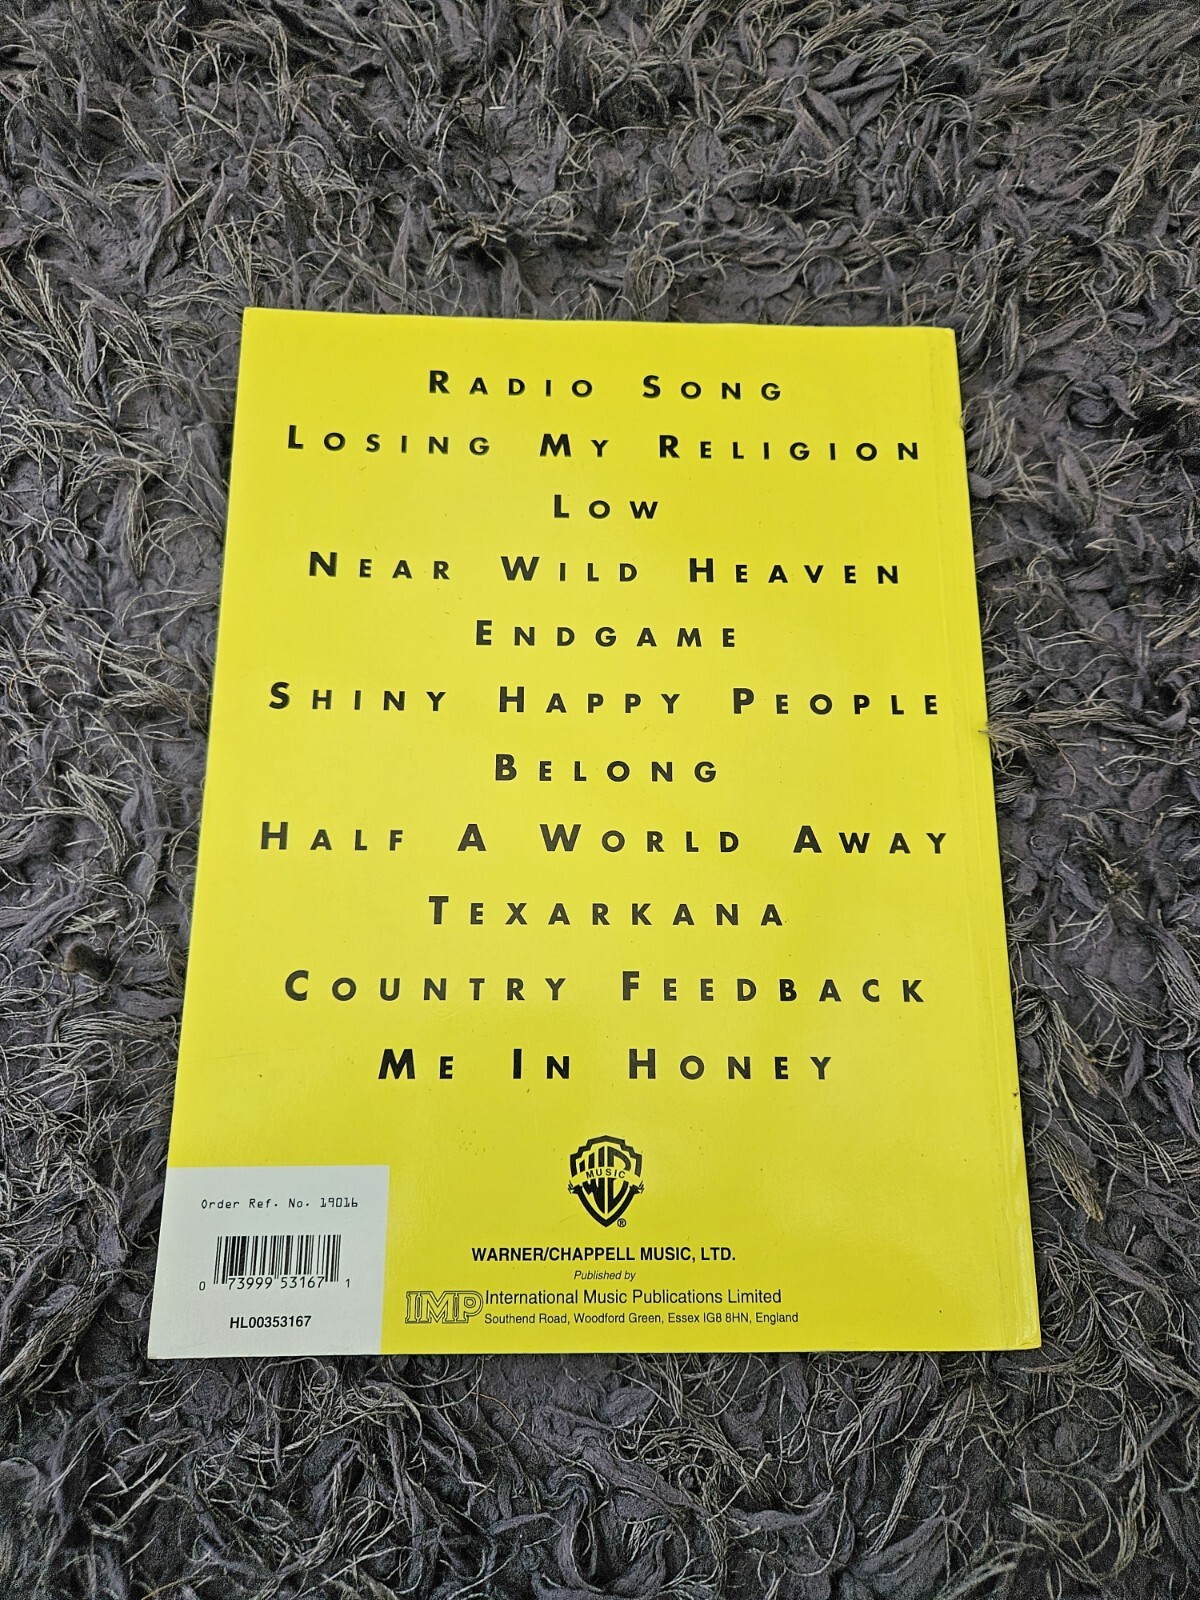 RADIO SONG
LOSING MY RELIGION
LOW
NEAR WILD HEAVEN
ENDGAME
SHINY HAPPY PEOPLE
BELONG
HALF A WORLD AWAY
TEXARKANA
COUNTRY FEEDBACK
ME IN HONEY
WB
MUSIC
®
WARNER/CHAPPELL MUSIC, LTD.
Published by
IMP International Music Publications Limited
Southend Road, Woodford Green, Essex IG8 8HN, England
Order Ref. No. 19016
0 73999 53167 1
HL00353167